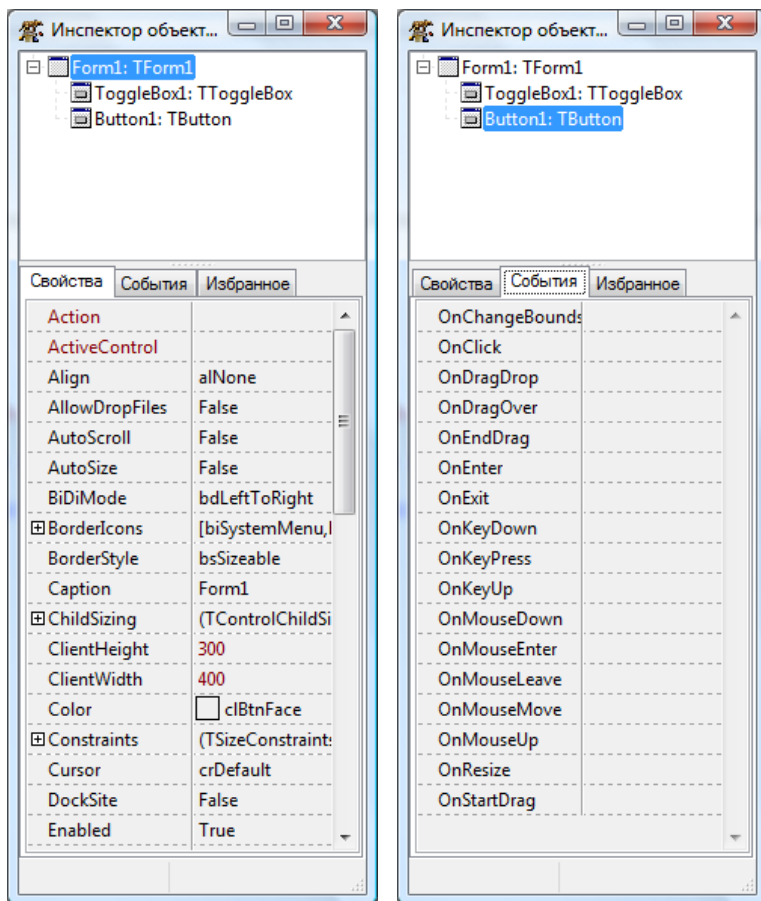 Инспектор объект...
Form1: TForm1
ToggleBox1: TToggleBox
Button1: TButton
Свойства События Избранное
Action
ActiveControl
Align alNone
AllowDropFiles False
AutoScroll False
AutoSize False
BiDiMode bdLeftToRight
BorderIcons [biSystemMenu,
BorderStyle bsSizeable
Caption Form1
ChildSizing (TControlChildSi
ClientHeight 300
ClientWidth 400
Color clBtnFace
Constraints (TSizeConstraint
Cursor crDefault
DockSite False
Enabled True
Инспектор объект...
Form1: TForm1
ToggleBox1: TToggleBox
Button1: TButton
Свойства События Избранное
OnChangeBounds
OnClick
OnDragDrop
OnDragOver
OnEndDrag
OnEnter
OnExit
OnKeyDown
OnKeyPress
OnKeyUp
OnMouseDown
OnMouseEnter
OnMouseLeave
OnMouseMove
OnMouseUp
OnResize
OnStartDrag